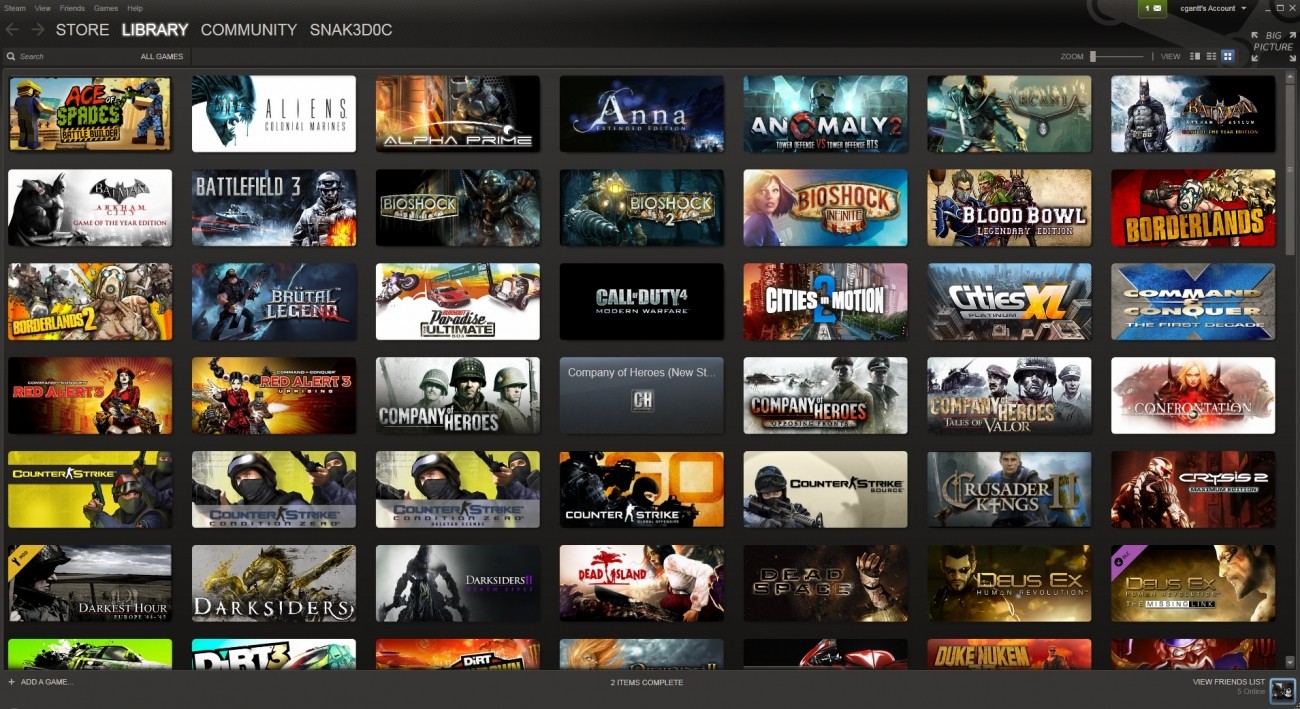 Steam View Friends Games Help
1
cgantt's Account
STORE LIBRARY COMMUNITY SNAK3D0C
BIG PICTURE
Search
ALL GAMES
ZOOM
VIEW
ACE OF SPADES BATTLE BUILDER
ALIENS COLONIAL MARINES
ALPHA PRIME
Anna EXTENDED EDITION
ANOMALY 2 TOWER DEFENSE VS TOWER OFFENSE RTS
ARCANIA
BATMAN ARKHAM ASYLUM GAME OF THE YEAR EDITION
BATMAN ARKHAM CITY GAME OF THE YEAR EDITION
BATTLEFIELD 3
BIOSHOCK
BIOSHOCK 2
BIOSHOCK INFINITE
BLOOD BOWL LEGENDARY EDITION
BORDERLANDS
BORDERLANDS 2
BRÜTAL LEGEND
BURNOUT Paradise THE ULTIMATE BOX
CALL OF DUTY 4 MODERN WARFARE
CITIES IN MOTION 2
Cities XL PLATINUM
COMMAND & CONQUER THE FIRST DECADE
COMMAND & CONQUER RED ALERT 3
COMMAND & CONQUER RED ALERT 3 UPRISING
COMPANY of HEROES
Company of Heroes (New St...
CH
COMPANY of HEROES OPPOSING FRONTS
COMPANY of HEROES TALES OF VALOR
CONFRONTATION
COUNTER STRIKE
COUNTER STRIKE CONDITION ZERO
COUNTER STRIKE CONDITION ZERO DELETED SCENES
GO COUNTER STRIKE GLOBAL OFFENSIVE
COUNTER STRIKE SOURCE
CRUSADER KINGS II
CRYSIS 2 MAXIMUM EDITION
MOD DARKEST HOUR EUROPE '44-'45
DARKSIDERS
DARKSIDERS II DEATH LIVES
DEAD ISLAND
DEAD SPACE
DEUS EX HUMAN REVOLUTION
DLC DEUS EX HUMAN REVOLUTION THE MISSING LINK
DiRT3
DiRT
DUKE NUKEM
+ ADD A GAME...
2 ITEMS COMPLETE
VIEW FRIENDS LIST
5 Online